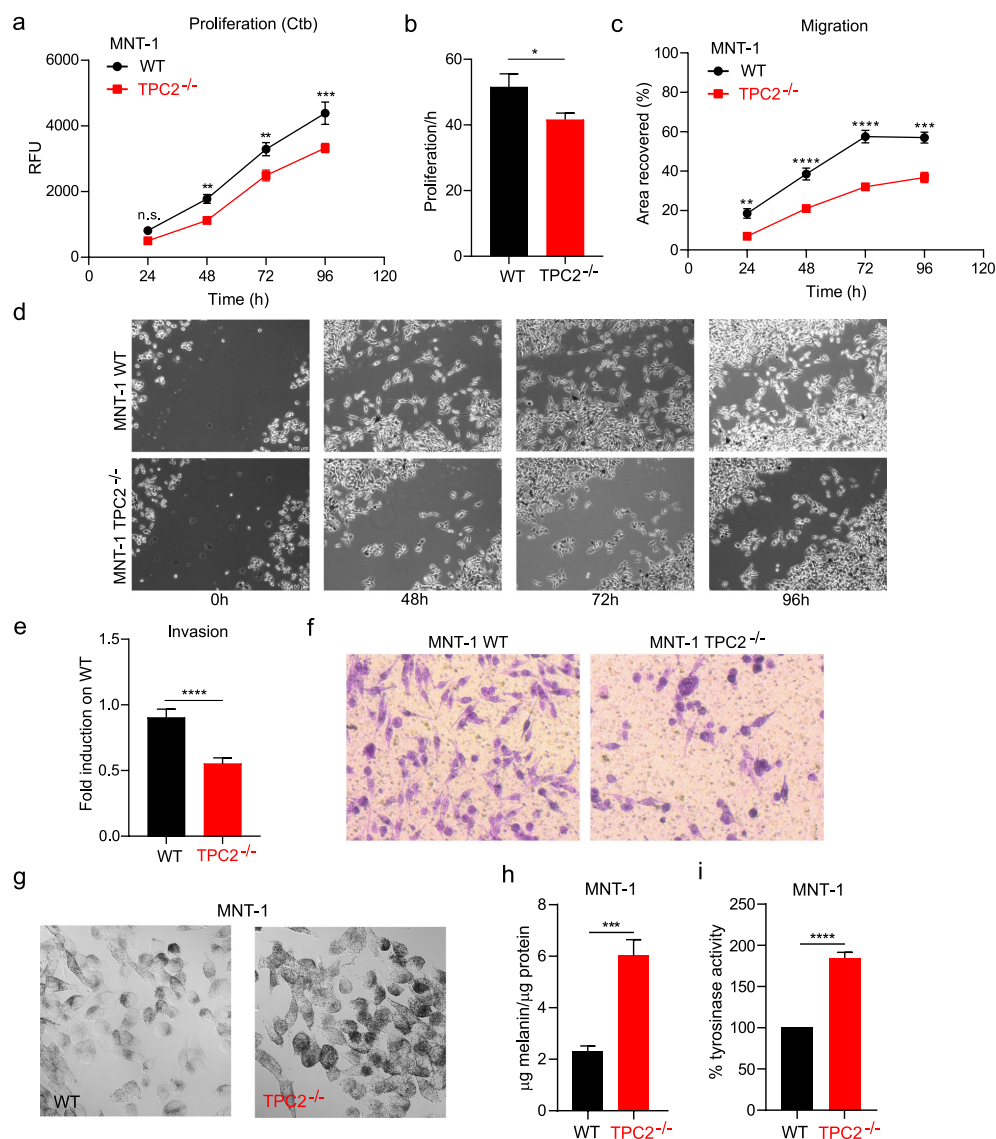 a
Proliferation (Ctb)
MNT-1
WT
TPC2-/-
6000
4000
2000
0
RFU
n.s.
**
**
***
0 24 48 72 96 120
Time (h)
b
*
60
40
20
0
Proliferation/h
WT TPC2-/-
c
Migration
MNT-1
WT
TPC2-/-
100
80
60
40
20
0
Area recovered (%)
**
****
****
***
0 24 48 72 96 120
Time (h)
d
MNT-1 WT
MNT-1 TPC2-/-
0h 48h 72h 96h
e
Invasion
1.5
1.0
0.5
0.0
Fold induction on WT
****
WT TPC2-/-
f
MNT-1 WT MNT-1 TPC2-/-
g
MNT-1
WT TPC2-/-
h
MNT-1
8
6
4
2
0
µg melanin/µg protein
***
WT TPC2-/-
i
MNT-1
250
200
150
100
50
0
% tyrosinase activity
****
WT TPC2-/-